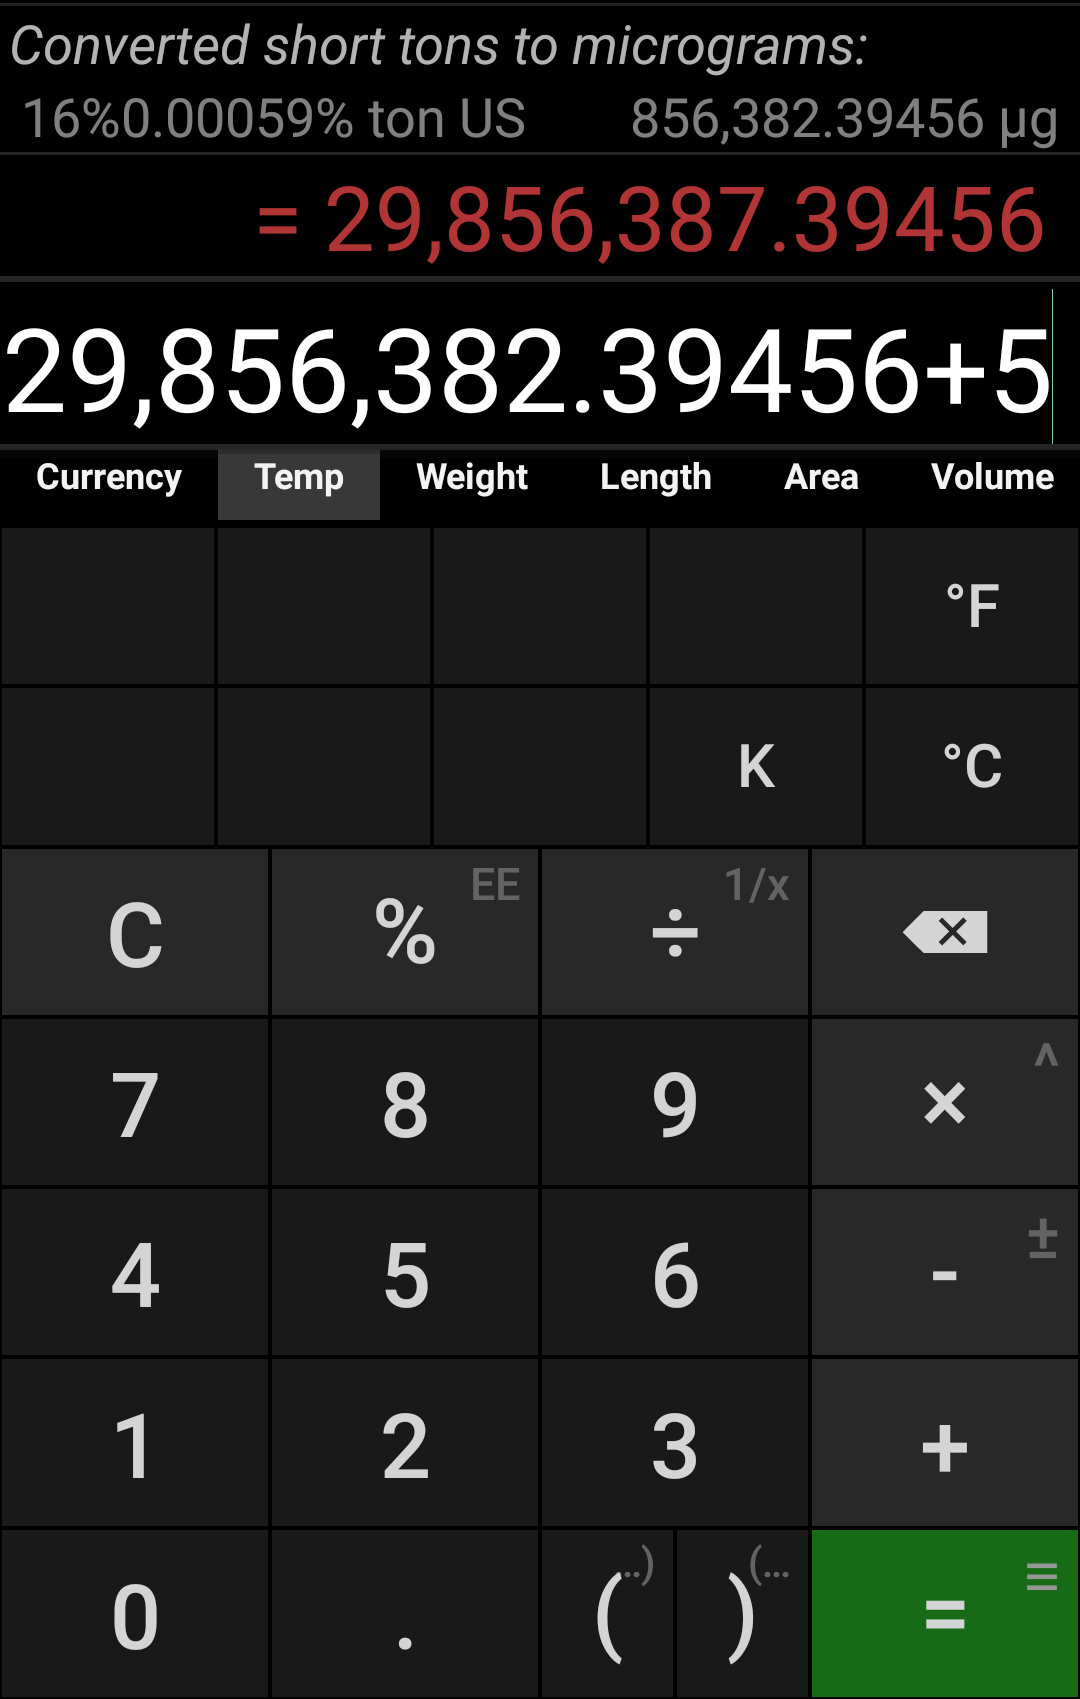 Converted short tons to micrograms:
16%0.00059% ton US 856,382.39456 µg
= 29,856,387.39456
29,856,382.39456+5
Currency Temp Weight Length Area Volume
°F
K °C
C % EE ÷ 1/x
7 8 9 × ^
4 5 6 - ±
1 2 3 +
0 . ( ..) ) (... =